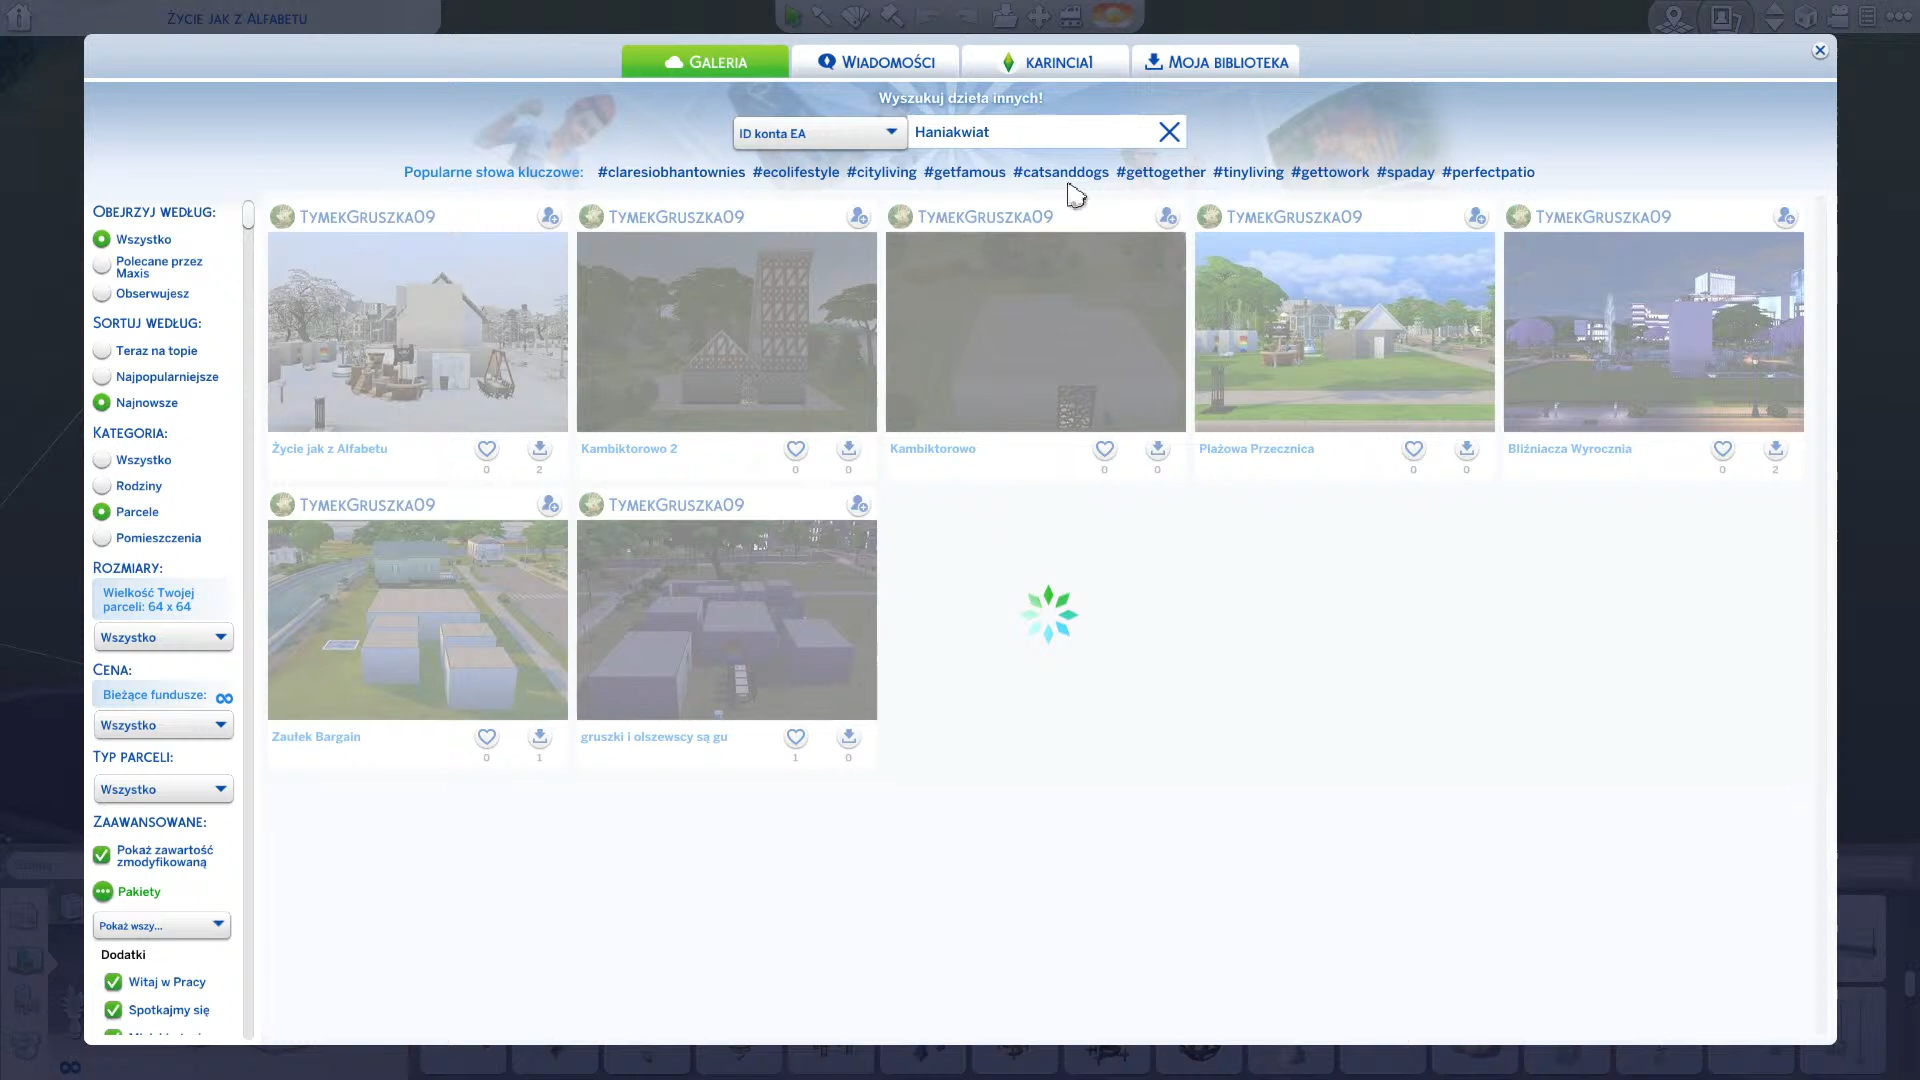 Życie jak z Alfabetu
Galeria
Wiadomości
karincia1
Moja biblioteka
Wyszukuj dzieła innych!
ID konta EA
Haniakwiat
Popularne słowa kluczowe: #claresiobhantownies #ecolifestyle #cityliving #getfamous #catsanddogs #gettogether #tinyliving #gettowork #spaday #perfectpatio
Obejrzyj według:
Wszystko
Polecane przez
Maxis
Obserwujesz
Sortuj według:
Teraz na topie
Najpopularniejsze
Najnowsze
Kategoria:
Wszystko
Rodziny
Parcele
Pomieszczenia
Rozmiary:
Wielkość Twojej
parceli: 64 x 64
Wszystko
Cena:
Bieżące fundusze: ∞
Wszystko
Typ parceli:
Wszystko
Zaawansowane:
Pokaż zawartość
zmodyfikowaną
Pakiety
Pokaż wszy...
Dodatki
Witaj w Pracy
Spotkajmy się
TymekGruszka09
Życie jak z Alfabetu
0
2
TymekGruszka09
Kambiktorowo 2
0
0
TymekGruszka09
Kambiktorowo
0
0
TymekGruszka09
Plażowa Przecznica
0
0
TymekGruszka09
Bliźniacza Wyrocznia
0
2
TymekGruszka09
Zaułek Bargain
0
1
TymekGruszka09
gruszki i olszewscy są gu
1
0